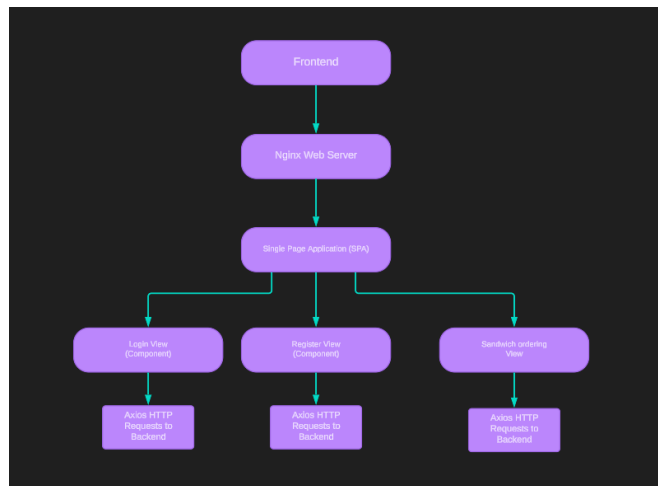 Frontend
Nginx Web Server
Single Page Application (SPA)
Login View
(Component)
Register View
(Component)
Sandwich ordering
View
Axios HTTP
Requests to
Backend
Axios HTTP
Requests to
Backend
Axios HTTP
Requests to
Backend